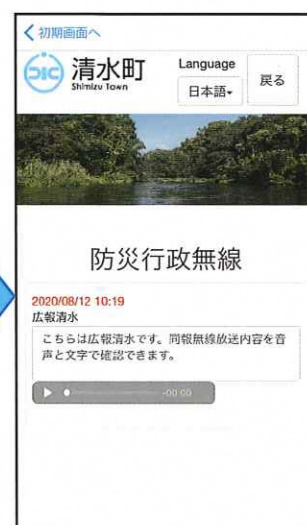 初期画面へ
清水町
Shimizu Town
Language
日本語
戻る
防災行政無線
2020/08/12 10:19
広報清水
こちらは広報清水です。同報無線放送内容を音
声と文字で確認できます。
-00:00